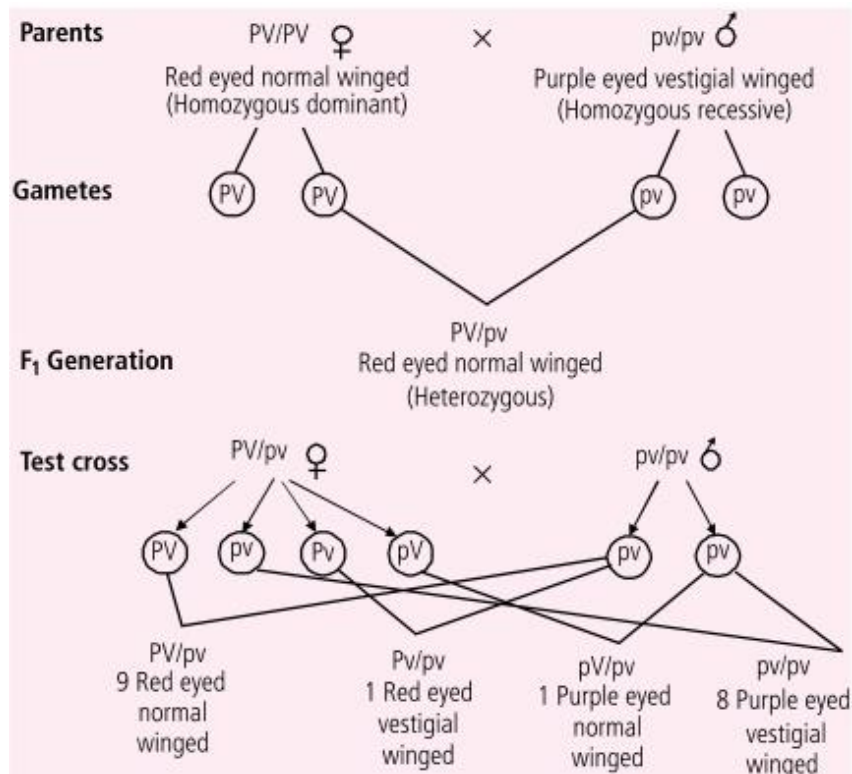 Parents PV/PV ♀ × pv/pv ♂
Red eyed normal winged Purple eyed vestigial winged
(Homozygous dominant) (Homozygous recessive)
Gametes PV PV pv pv
PV/pv
F₁ Generation Red eyed normal winged
(Heterozygous)
Test cross PV/pv ♀ × pv/pv ♂
PV pv Pv pV pv pv
PV/pv Pv/pv pV/pv pv/pv
9 Red eyed 1 Red eyed 1 Purple eyed 8 Purple eyed
normal vestigial normal vestigial
winged winged winged winged